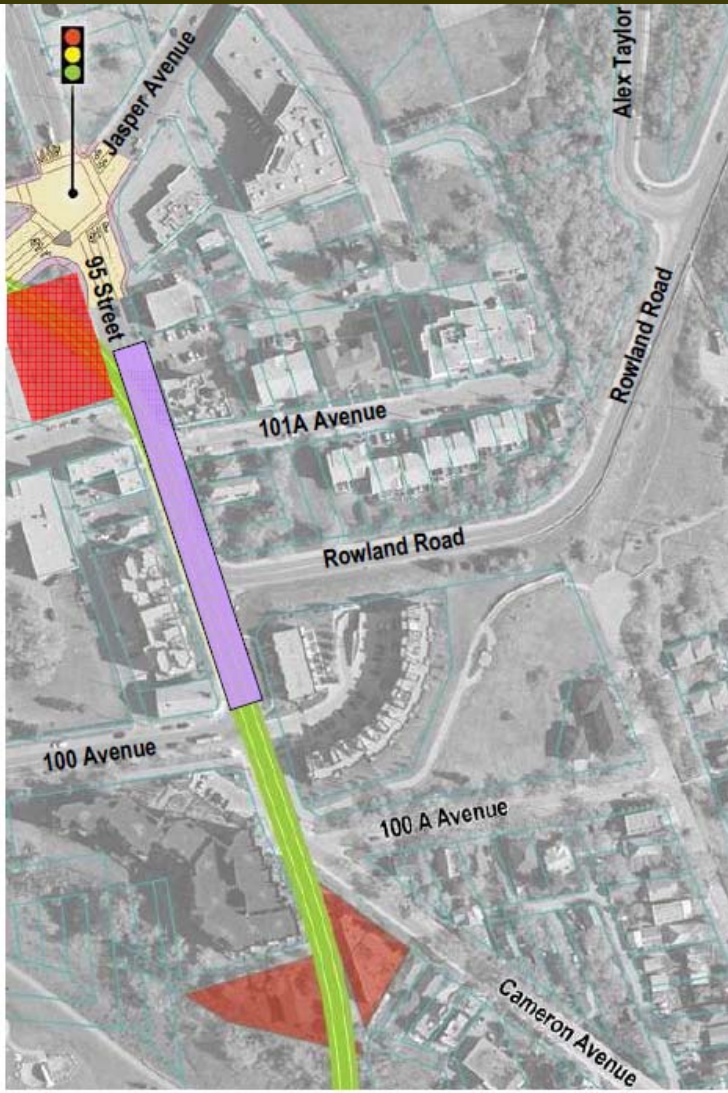 Jasper Avenue
Alex Taylor
95 Street
Rowland Road
101A Avenue
Rowland Road
100 Avenue
100 A Avenue
Cameron Avenue